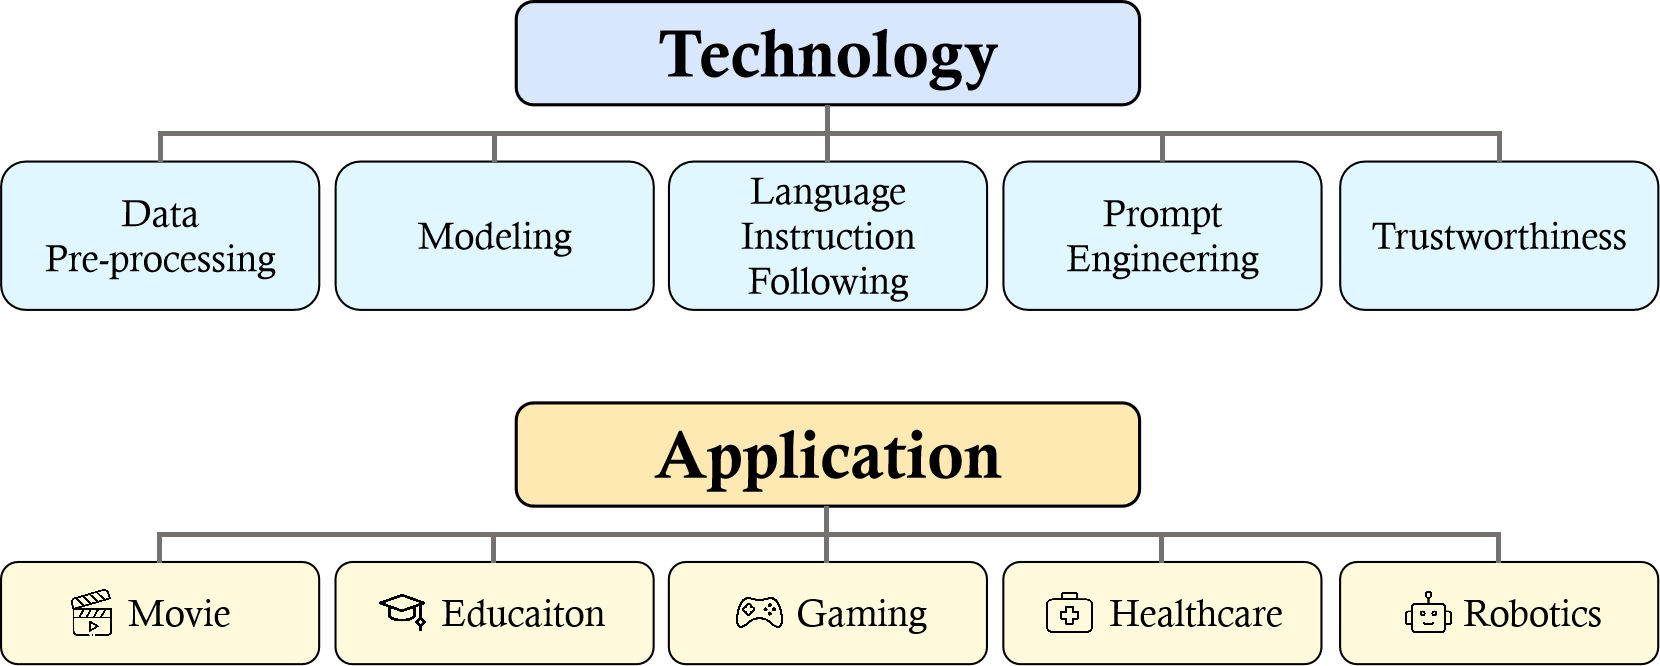 Technology
Data
Pre-processing
Modeling
Language
Instruction
Following
Prompt
Engineering
Trustworthiness
Application
Movie
Educaiton
Gaming
Healthcare
Robotics